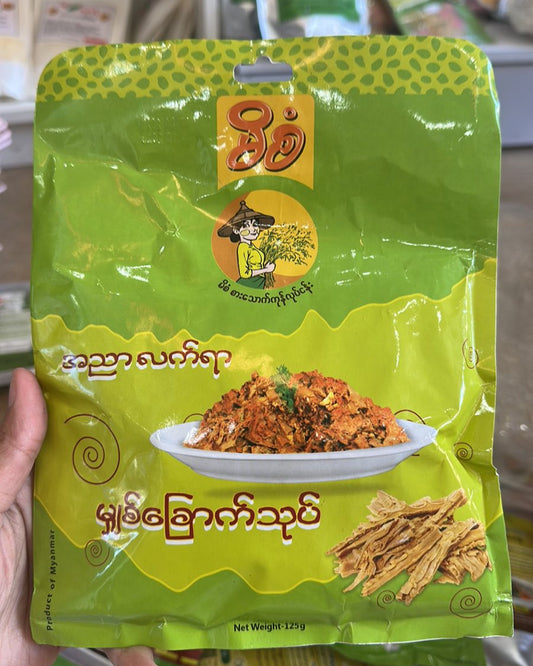 မိစံ
မိစံ စားသောက်ကုန်လုပ်ငန်း
အညာလက်ရာ
မျှစ်ခြောက်သုပ်
Product of Myanmar
Net Weight-125g